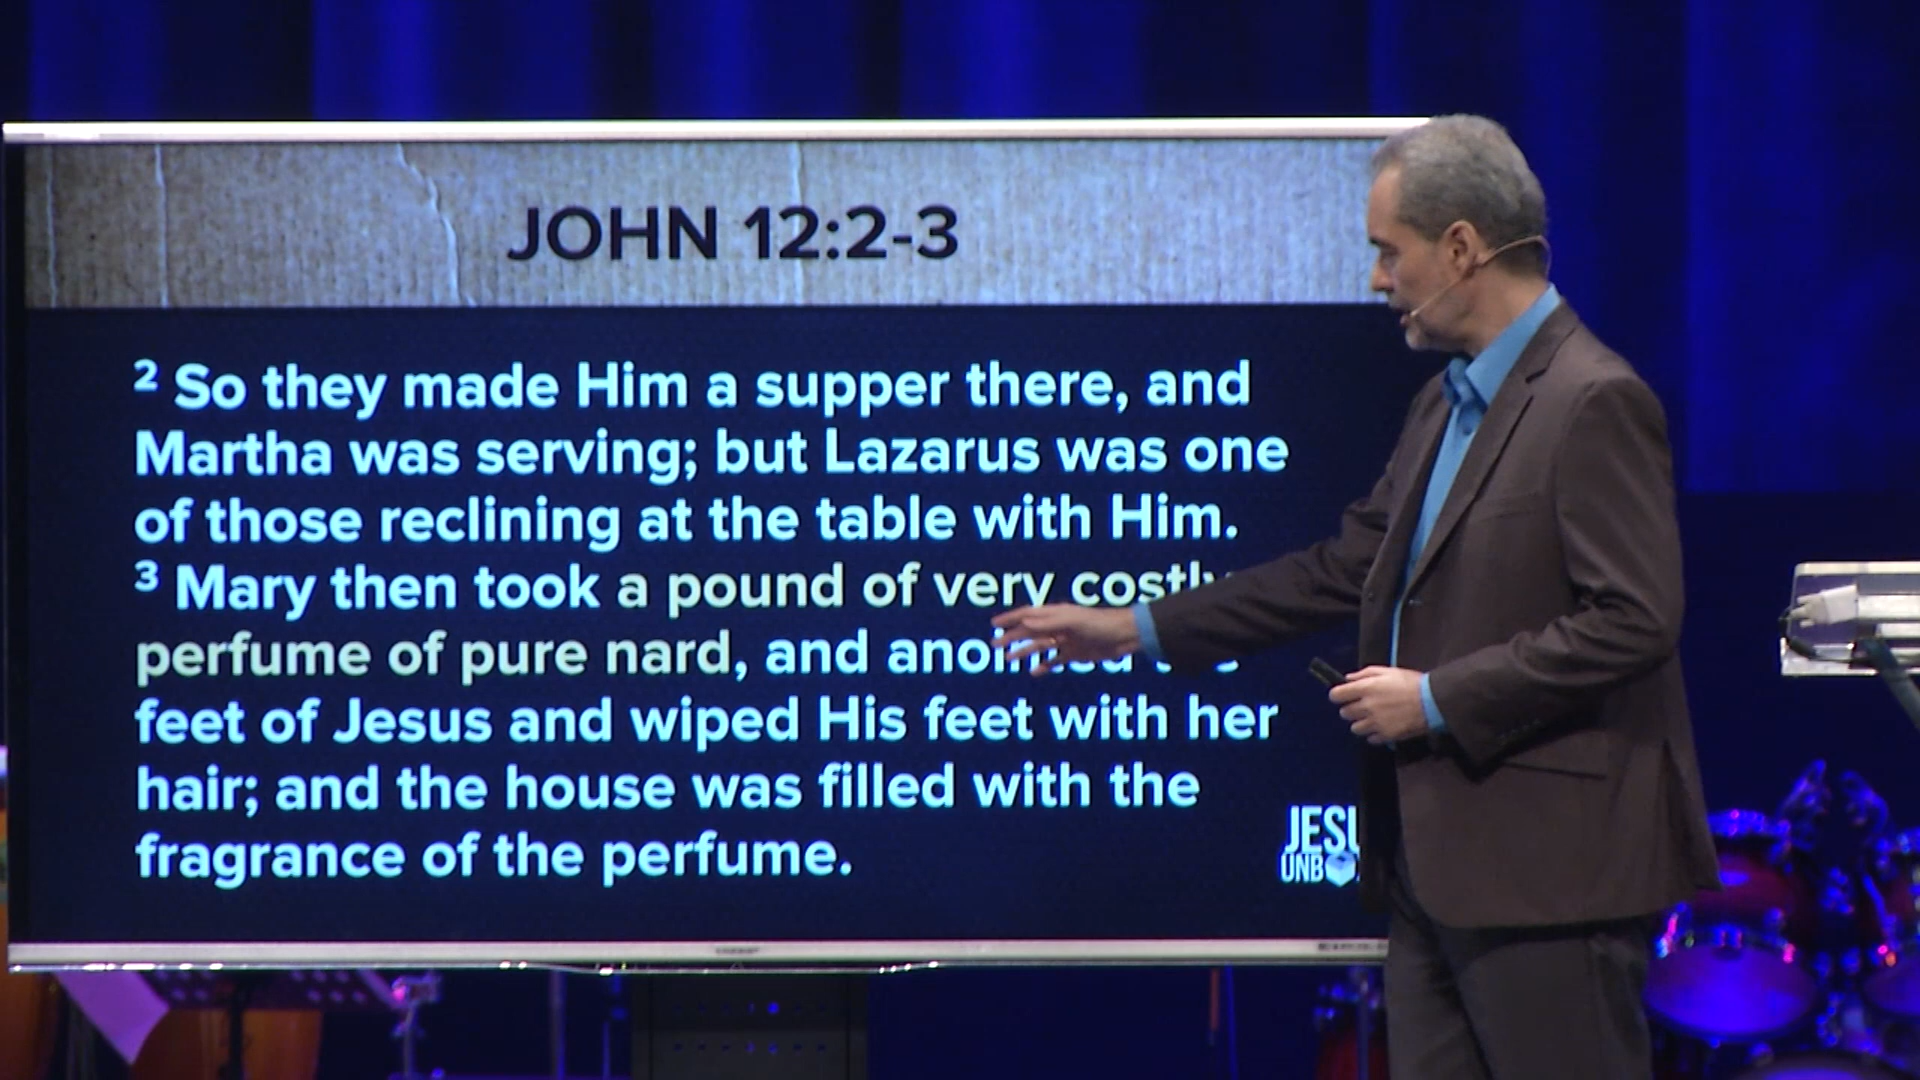 JOHN 12:2-3
2 So they made Him a supper there, and
Martha was serving; but Lazarus was one
of those reclining at the table with Him.
3 Mary then took a pound of very costly
perfume of pure nard, and anointed
feet of Jesus and wiped His feet with her
hair; and the house was filled with the
fragrance of the perfume.
JESU
UNBO